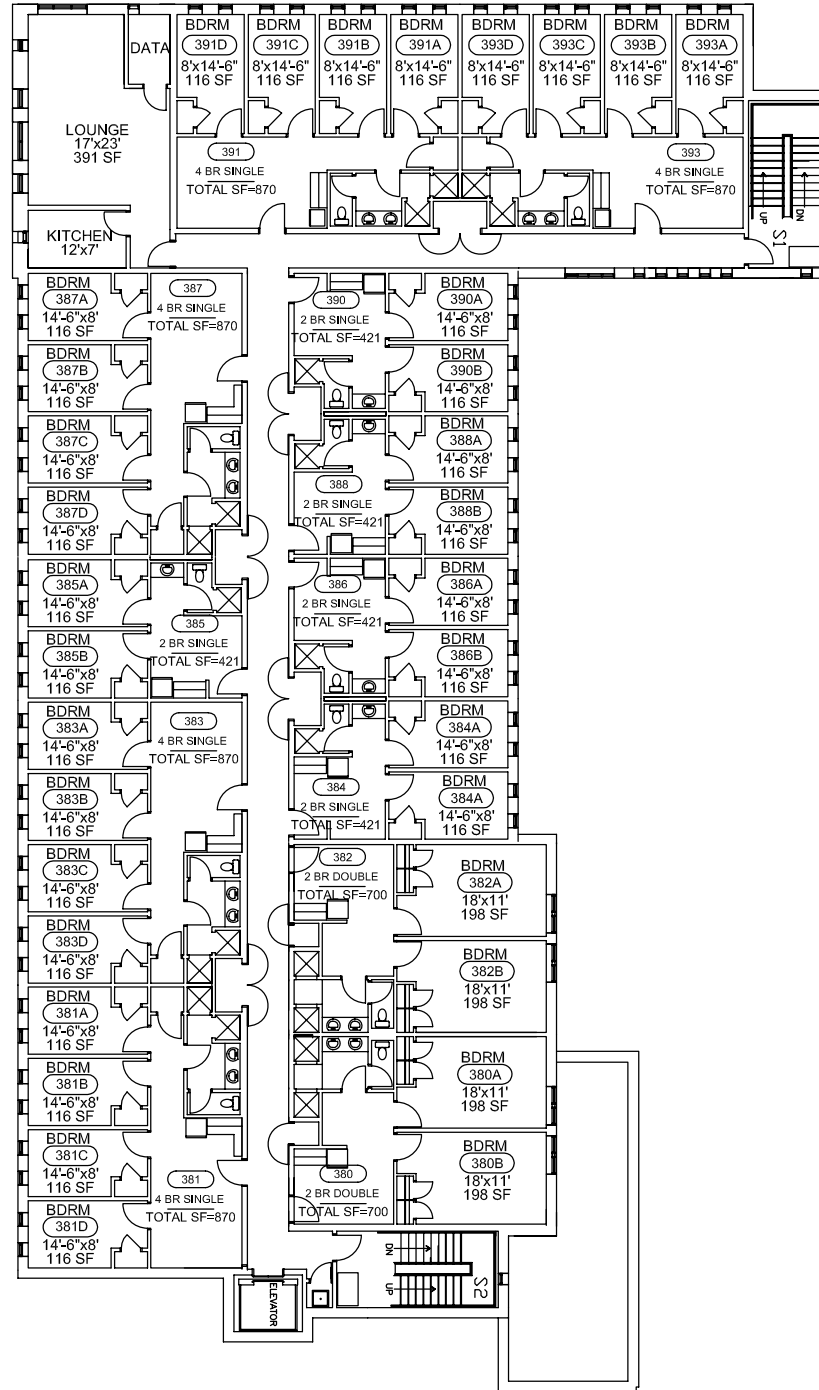 BDRM
391D
8'x14'-6"
116 SF
BDRM
391C
8'x14'-6"
116 SF
BDRM
391B
8'x14'-6"
116 SF
BDRM
391A
8'x14'-6"
116 SF
BDRM
393D
8'x14'-6"
116 SF
BDRM
393C
8'x14'-6"
116 SF
BDRM
393B
8'x14'-6"
116 SF
BDRM
393A
8'x14'-6"
116 SF
DATA
LOUNGE
17'x23'
391 SF
391
4 BR SINGLE
TOTAL SF=870
393
4 BR SINGLE
TOTAL SF=870
UP
DN
S1
KITCHEN
12'x7'
BDRM
387A
14'-6"x8'
116 SF
387
4 BR SINGLE
TOTAL SF=870
390
2 BR SINGLE
TOTAL SF=421
BDRM
390A
14'-6"x8'
116 SF
BDRM
387B
14'-6"x8'
116 SF
BDRM
390B
14'-6"x8'
116 SF
BDRM
387C
14'-6"x8'
116 SF
BDRM
388A
14'-6"x8'
116 SF
BDRM
387D
14'-6"x8'
116 SF
388
2 BR SINGLE
TOTAL SF=421
BDRM
388B
14'-6"x8'
116 SF
BDRM
385A
14'-6"x8'
116 SF
385
2 BR SINGLE
TOTAL SF=421
386
2 BR SINGLE
TOTAL SF=421
BDRM
386A
14'-6"x8'
116 SF
BDRM
385B
14'-6"x8'
116 SF
BDRM
386B
14'-6"x8'
116 SF
BDRM
383A
14'-6"x8'
116 SF
383
4 BR SINGLE
TOTAL SF=870
BDRM
384A
14'-6"x8'
116 SF
BDRM
383B
14'-6"x8'
116 SF
384
2 BR SINGLE
TOTAL SF=421
BDRM
384A
14'-6"x8'
116 SF
BDRM
383C
14'-6"x8'
116 SF
382
2 BR DOUBLE
TOTAL SF=700
BDRM
382A
18'x11'
198 SF
BDRM
383D
14'-6"x8'
116 SF
BDRM
382B
18'x11'
198 SF
BDRM
381A
14'-6"x8'
116 SF
BDRM
380A
18'x11'
198 SF
BDRM
381B
14'-6"x8'
116 SF
BDRM
381C
14'-6"x8'
116 SF
381
4 BR SINGLE
TOTAL SF=870
380
2 BR DOUBLE
TOTAL SF=700
BDRM
380B
18'x11'
198 SF
BDRM
381D
14'-6"x8'
116 SF
DN
UP
S2
ELEVATOR